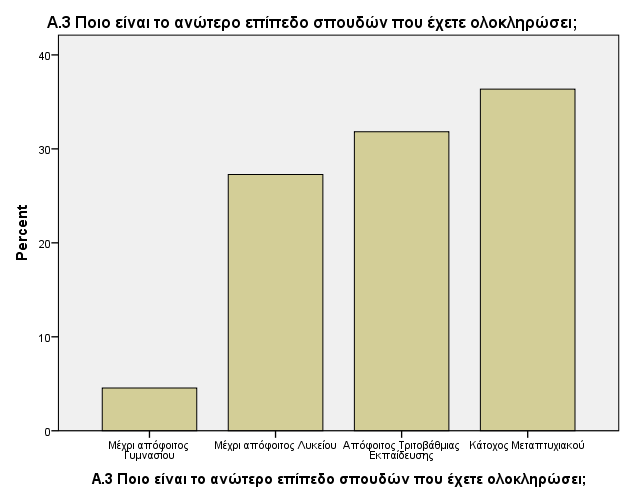 A.3 Ποιο είναι το ανώτερο επίπεδο σπουδών που έχετε ολοκληρώσει;
40
30
20
10
0
Percent
Μέχρι απόφοιτος
Γυμνασίου
Μέχρι απόφοιτος Λυκείου
Απόφοιτος Τριτοβάθμιας
Εκπαίδευσης
Κάτοχος Μεταπτυχιακού
A.3 Ποιο είναι το ανώτερο επίπεδο σπουδών που έχετε ολοκληρώσει;